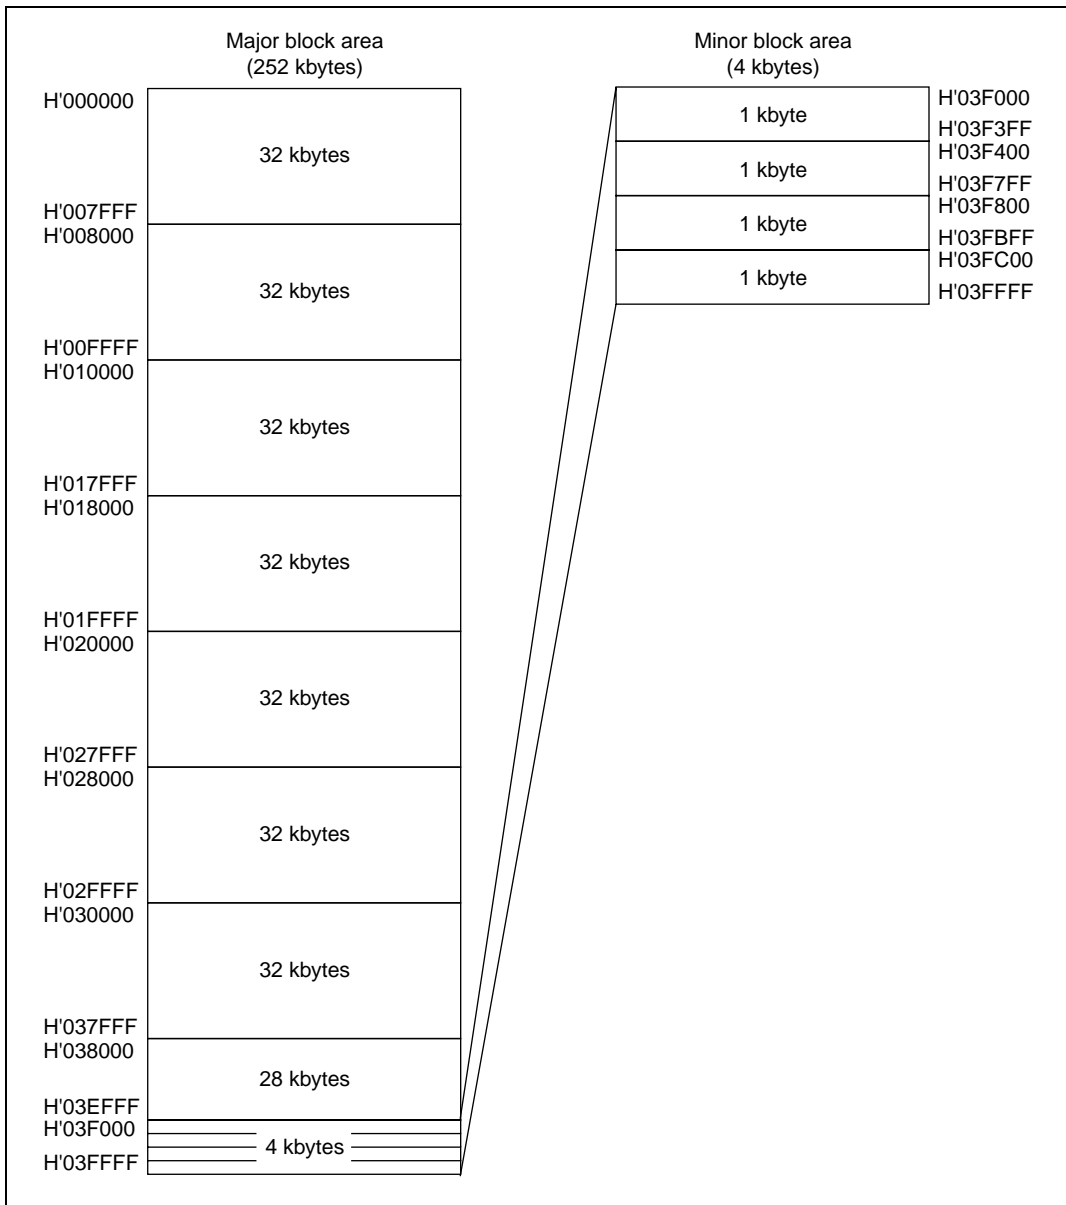 Major block area
(252 kbytes)
H'000000
32 kbytes
H'007FFF
H'008000
32 kbytes
H'00FFFF
H'010000
32 kbytes
H'017FFF
H'018000
32 kbytes
H'01FFFF
H'020000
32 kbytes
H'027FFF
H'028000
32 kbytes
H'02FFFF
H'030000
32 kbytes
H'037FFF
H'038000
28 kbytes
H'03EFFF
H'03F000
4 kbytes
H'03FFFF
Minor block area
(4 kbytes)
H'03F000
1 kbyte
H'03F3FF
H'03F400
1 kbyte
H'03F7FF
H'03F800
1 kbyte
H'03FBFF
H'03FC00
1 kbyte
H'03FFFF